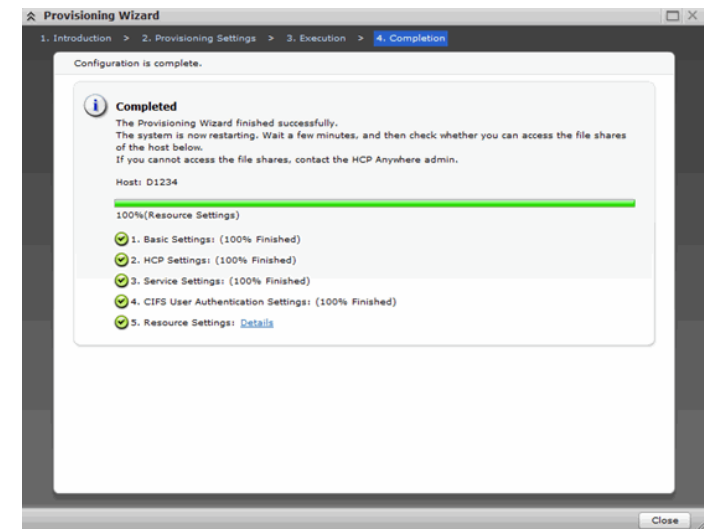 Provisioning Wizard
1. Introduction > 2. Provisioning Settings > 3. Execution > 4. Completion
Configuration is complete.
Completed
The Provisioning Wizard finished successfully.
The system is now restarting. Wait a few minutes, and then check whether you can access the file shares
of the host below.
If you cannot access the file shares, contact the HCP Anywhere admin.
Host: D1234
100%(Resource Settings)
1. Basic Settings: (100% Finished)
2. HCP Settings: (100% Finished)
3. Service Settings: (100% Finished)
4. CIFS User Authentication Settings: (100% Finished)
5. Resource Settings: Details
Close